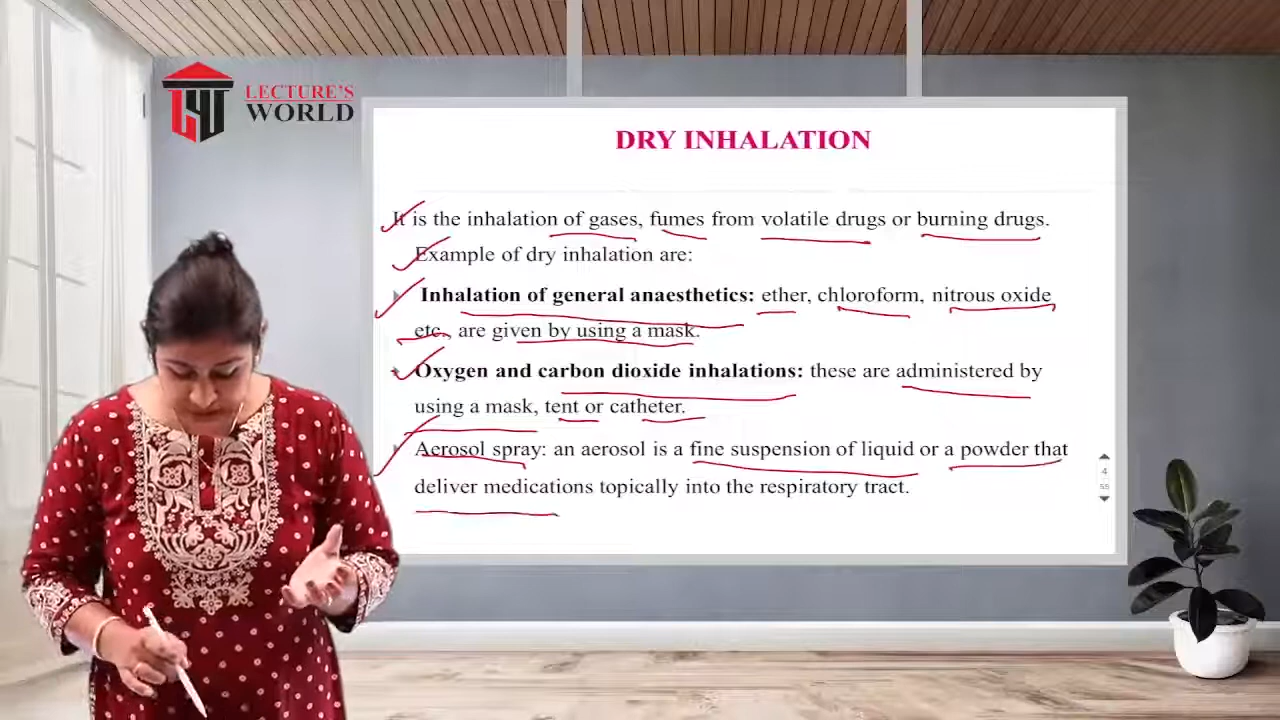 LECTURE'S
WORLD
DRY INHALATION
It is the inhalation of gases, fumes from volatile drugs or burning drugs.
Example of dry inhalation are:
Inhalation of general anaesthetics: ether, chloroform, nitrous oxide
etc., are given by using a mask.
Oxygen and carbon dioxide inhalations: these are administered by
using a mask, tent or catheter.
Aerosol spray: an aerosol is a fine suspension of liquid or a powder that
deliver medications topically into the respiratory tract.
4
55